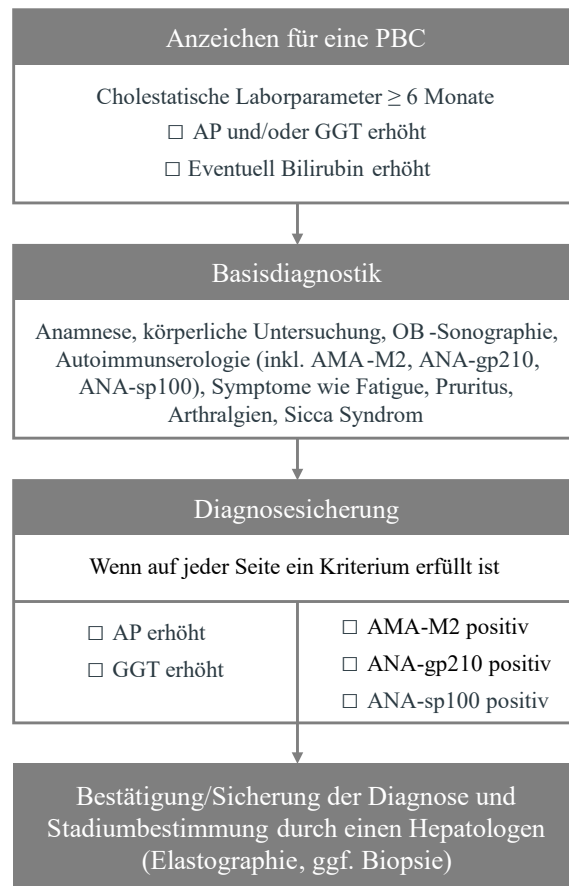 Anzeichen für eine PBC
Cholestatische Laborparameter ≥ 6 Monate
☐ AP und/oder GGT erhöht
☐ Eventuell Bilirubin erhöht
Basisdiagnostik
Anamnese, körperliche Untersuchung, OB -Sonographie,
Autoimmunserologie (inkl. AMA-M2, ANA-gp210,
ANA-sp100), Symptome wie Fatigue, Pruritus,
Arthralgien, Sicca Syndrom
Diagnosesicherung
Wenn auf jeder Seite ein Kriterium erfüllt ist
☐ AP erhöht
☐ GGT erhöht
☐ AMA-M2 positiv
☐ ANA-gp210 positiv
☐ ANA-sp100 positiv
Bestätigung/Sicherung der Diagnose und
Stadiumbestimmung durch einen Hepatologen
(Elastographie, ggf. Biopsie)